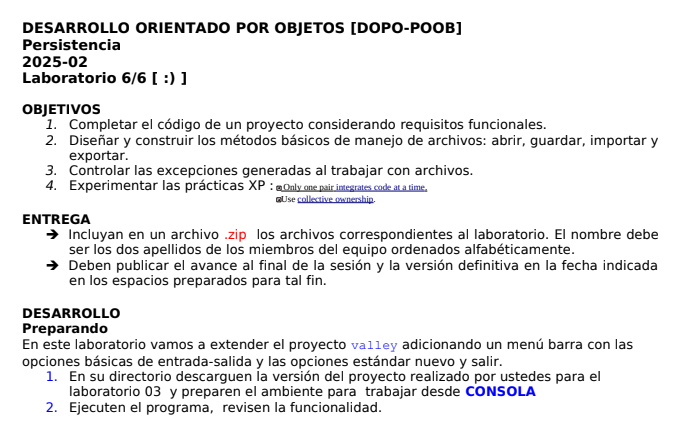 DESARROLLO ORIENTADO POR OBJETOS [DOPO-POOB]
Persistencia
2025-02
Laboratorio 6/6 [ :) ]
OBJETIVOS
1. Completar el código de un proyecto considerando requisitos funcionales.
2. Diseñar y construir los métodos básicos de manejo de archivos: abrir, guardar, importar y
exportar.
3. Controlar las excepciones generadas al trabajar con archivos.
4. Experimentar las prácticas XP : Only one pair integrates code at a time.
Use collective ownership.
ENTREGA
➔ Incluyan en un archivo .zip los archivos correspondientes al laboratorio. El nombre debe
ser los dos apellidos de los miembros del equipo ordenados alfabéticamente.
➔ Deben publicar el avance al final de la sesión y la versión definitiva en la fecha indicada
en los espacios preparados para tal fin.
DESARROLLO
Preparando
En este laboratorio vamos a extender el proyecto valley adicionando un menú barra con las
opciones básicas de entrada-salida y las opciones estándar nuevo y salir.
1. En su directorio descarguen la versión del proyecto realizado por ustedes para el
laboratorio 03 y preparen el ambiente para trabajar desde CONSOLA
2. Ejecuten el programa, revisen la funcionalidad.